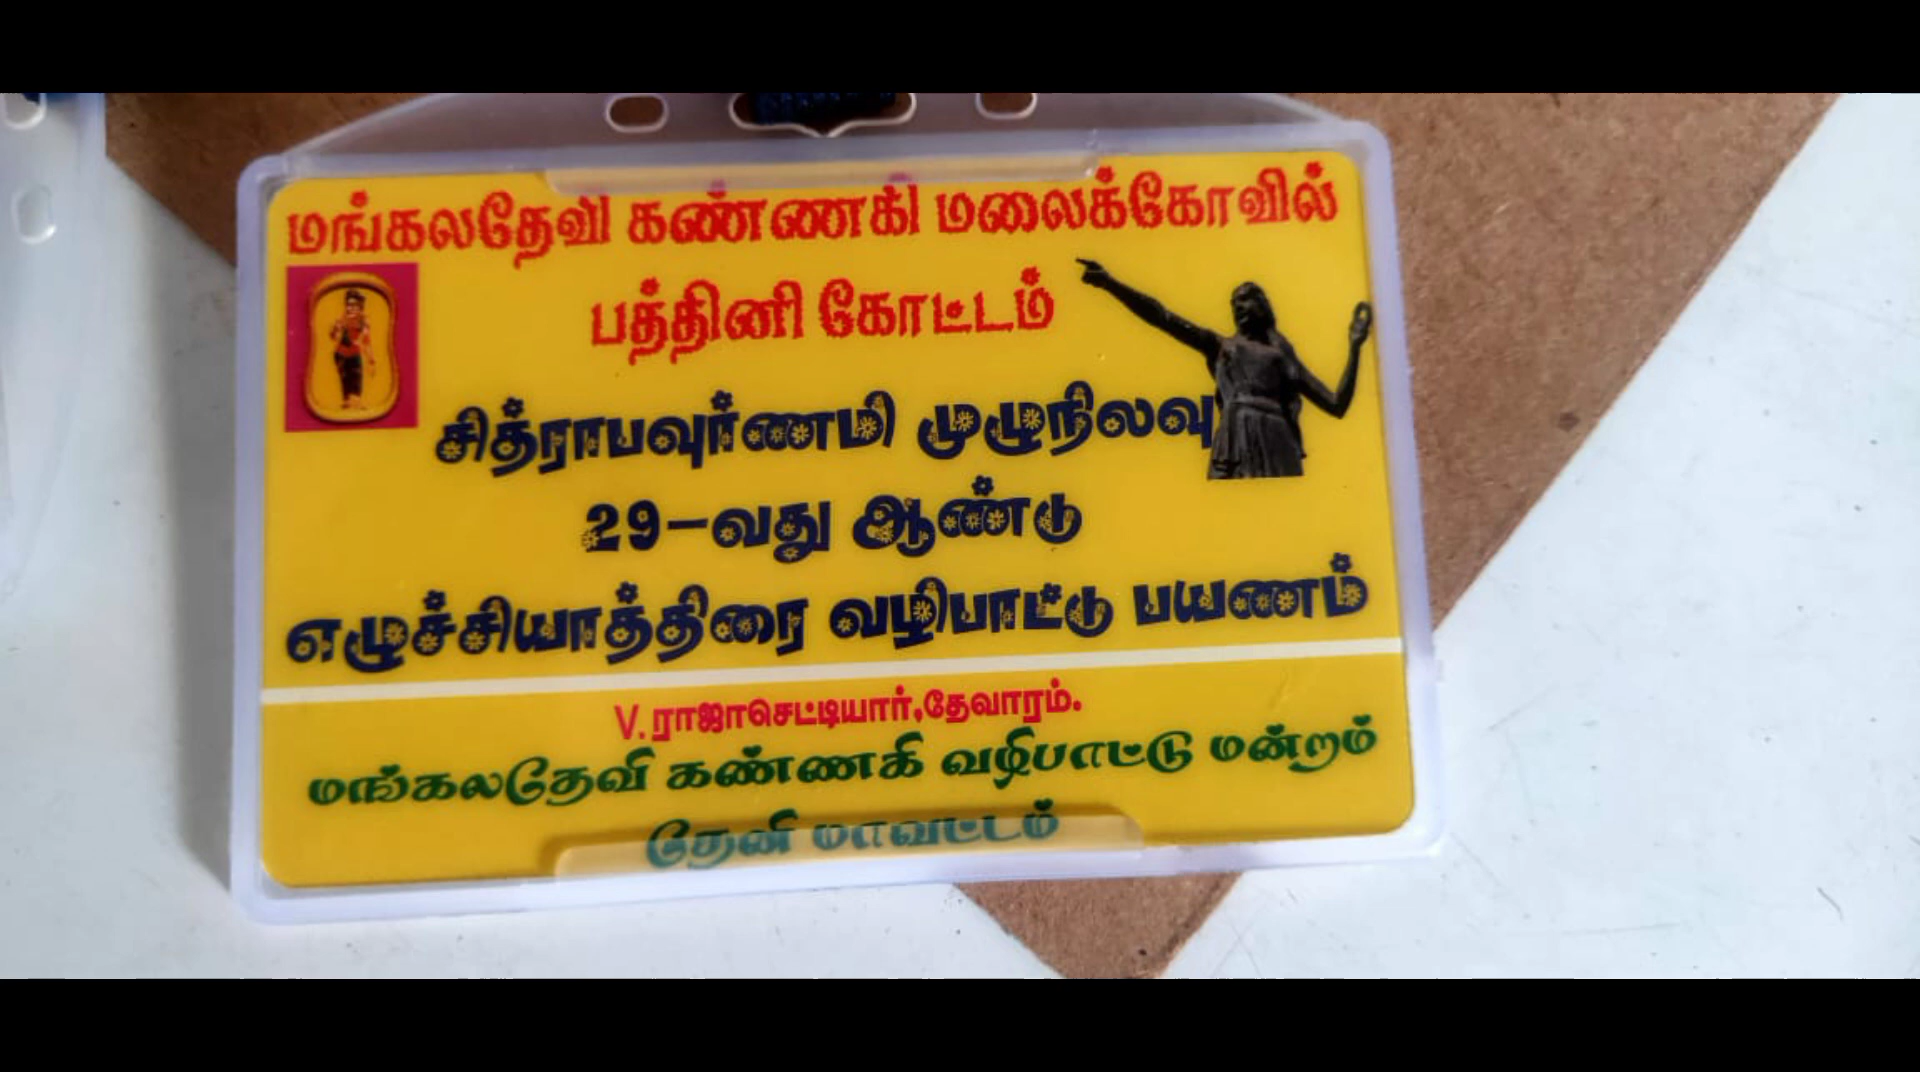 மங்கலதேவி கண்ணகி மலைக்கோவில்
பத்தினி கோட்டம்
சித்ராபவுர்ணமி முழுநிலவு
29-வது ஆண்டு
எழுச்சியாத்திரை வழிபாட்டு பயணம்
V. ராஜாசெட்டியார்,தேவாரம்.
மங்கலதேவி கண்ணகி வழிபாட்டு மன்றம்
தேனி மாவட்டம்